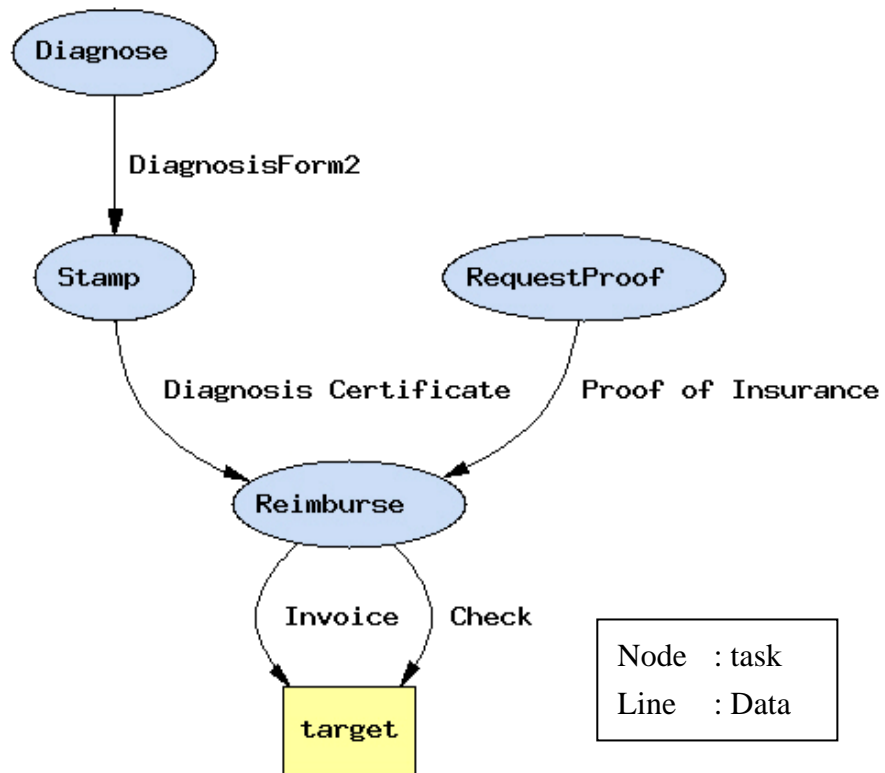 Diagnose
DiagnosisForm2
Stamp
RequestProof
Diagnosis Certificate
Proof of Insurance
Reimburse
Invoice
Check
target
Node : task
Line : Data